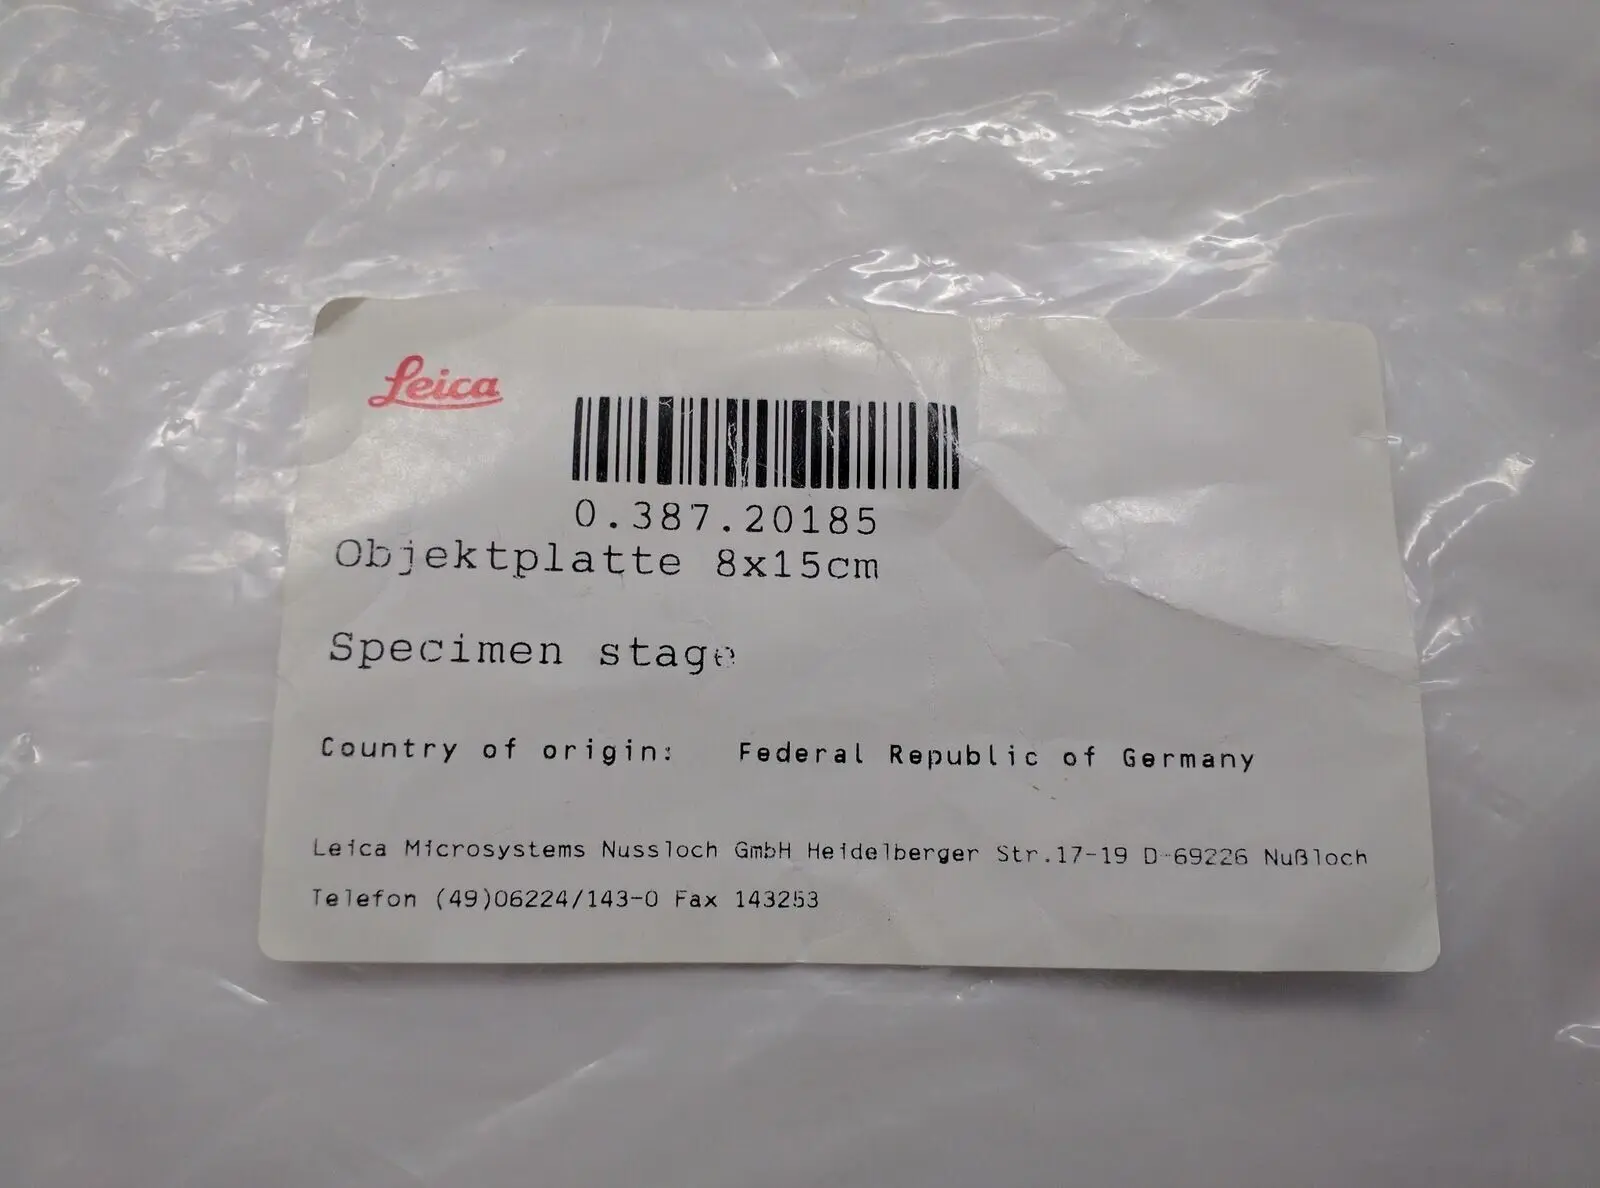 Leica
0.387.20185
Objektplatte 8x15cm
Specimen stage
Country of origin: Federal Republic of Germany
Leica Microsystems Nussloch GmbH Heidelberger Str.17-19 D-69226 Nußloch
Telefon (49)06224/143-0 Fax 143253